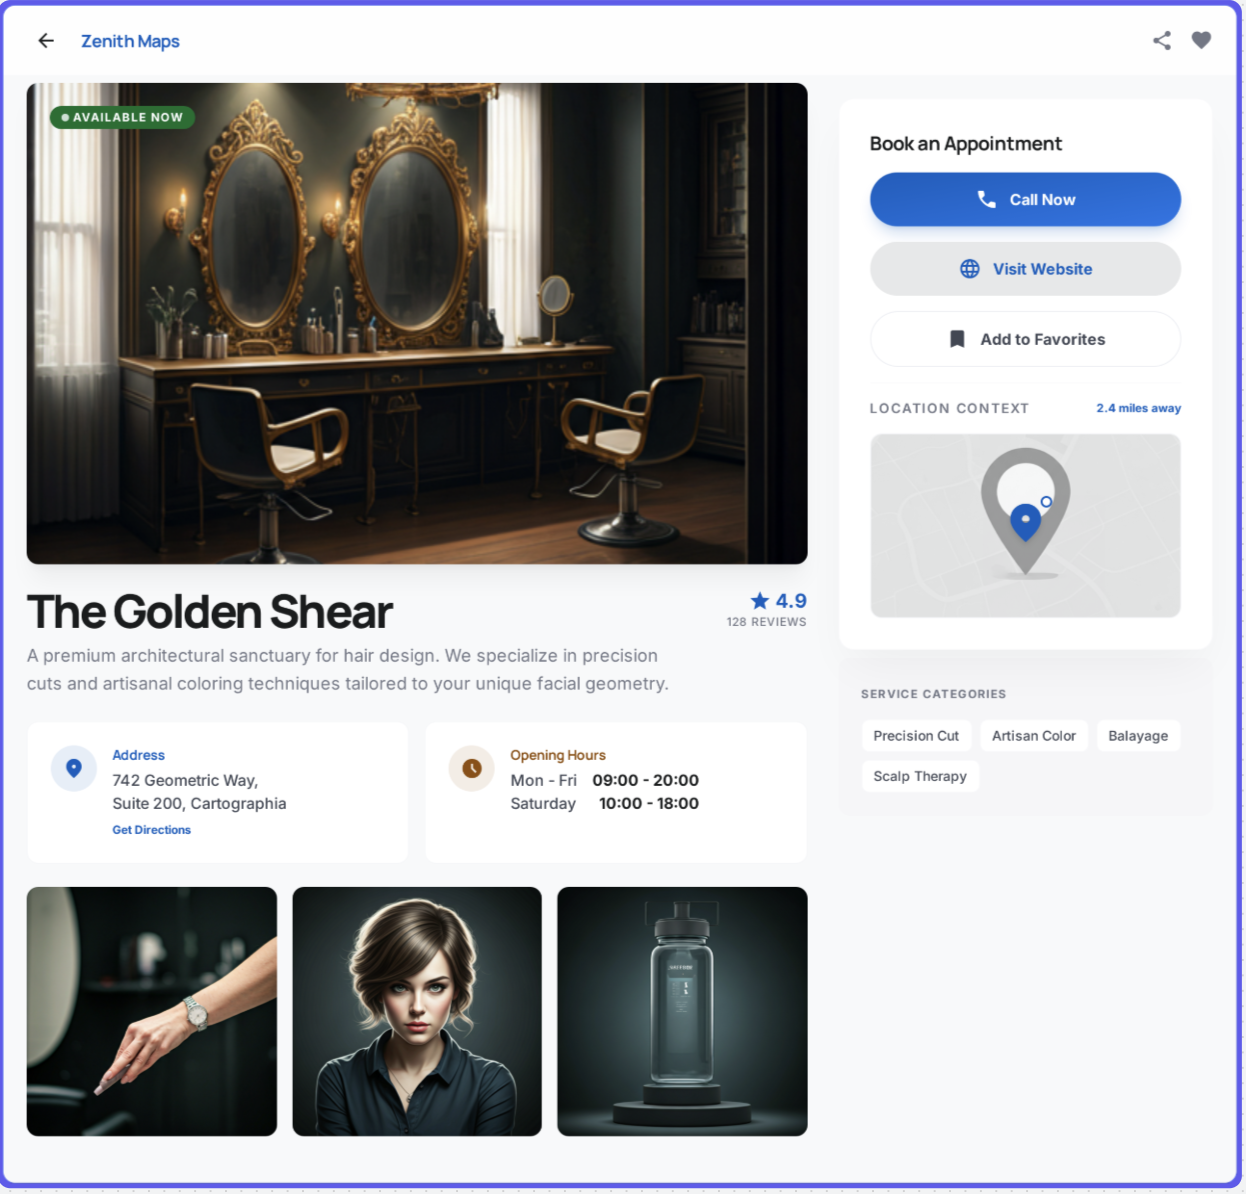 Zenith Maps
AVAILABLE NOW
The Golden Shear
4.9
128 REVIEWS
A premium architectural sanctuary for hair design. We specialize in precision
cuts and artisanal coloring techniques tailored to your unique facial geometry.
Address
742 Geometric Way,
Suite 200, Cartographia
Get Directions
Opening Hours
Mon - Fri 09:00 - 20:00
Saturday 10:00 - 18:00
Book an Appointment
Call Now
Visit Website
Add to Favorites
LOCATION CONTEXT 2.4 miles away
SERVICE CATEGORIES
Precision Cut Artisan Color Balayage
Scalp Therapy